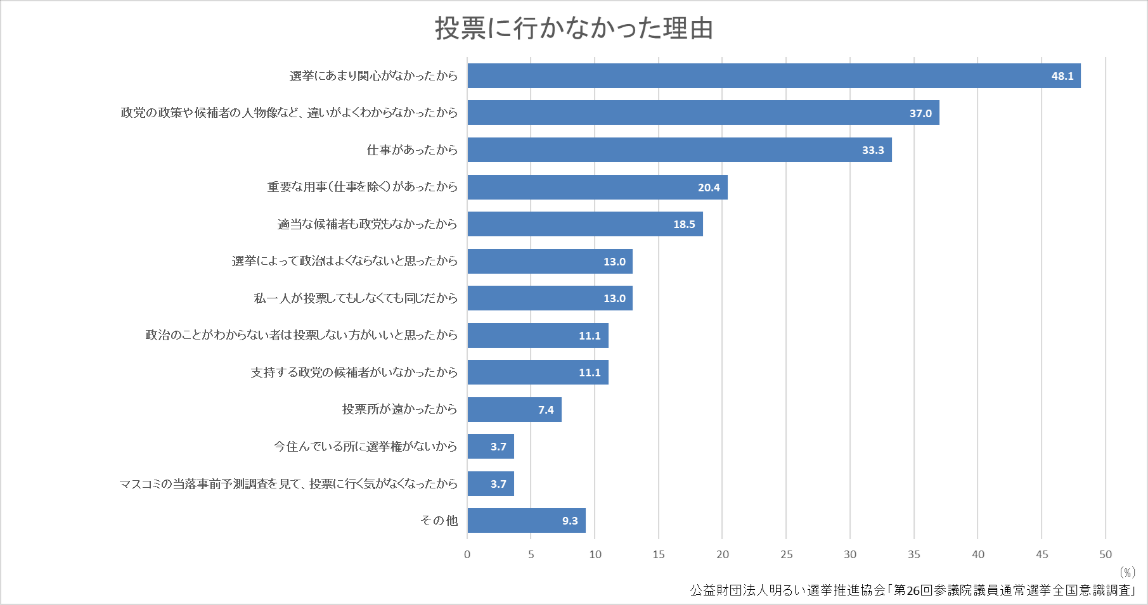 投票に行かなかった理由
選挙にあまり関心がなかったから 48.1
政党の政策や候補者の人物像など、違いがよくわからなかったから 37.0
仕事があったから 33.3
重要な用事(仕事を除く)があったから 20.4
適当な候補者も政党もなかったから 18.5
選挙によって政治はよくならないと思ったから 13.0
私一人が投票してもしなくても同じだから 13.0
政治のことがわからない者は投票しない方がいいと思ったから 11.1
支持する政党の候補者がいなかったから 11.1
投票所が遠かったから 7.4
今住んでいる所に選挙権がないから 3.7
マスコミの当落事前予測調査を見て、投票に行く気がなくなったから 3.7
その他 9.3
0 5 10 15 20 25 30 35 40 45 50
(%)
公益財団法人明るい選挙推進協会「第26回参議院議員通常選挙全国意識調査」